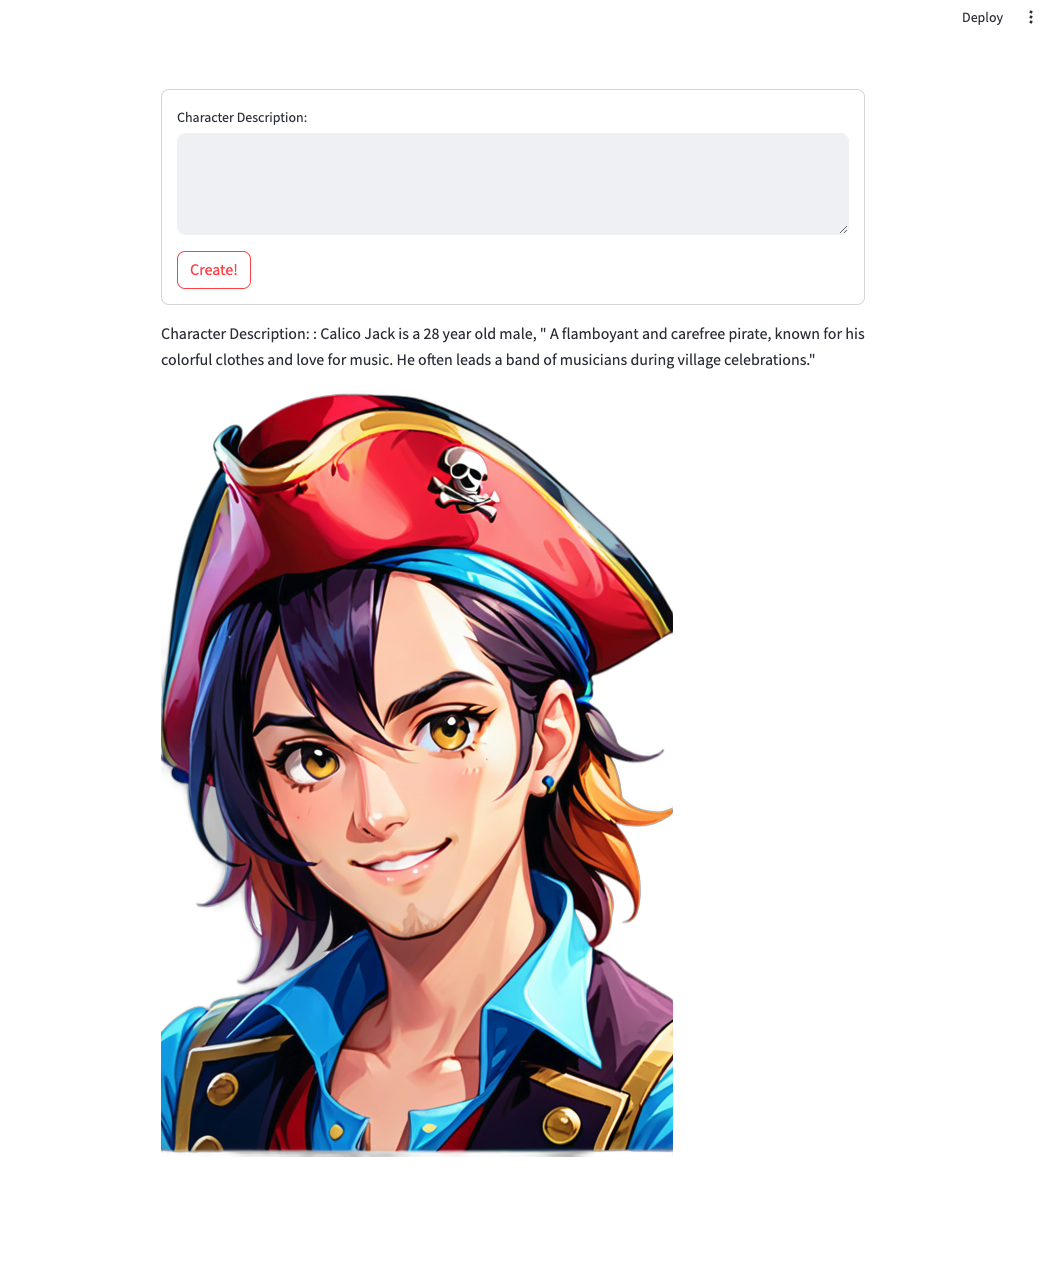 Deploy
Character Description:
Create!
Character Description: : Calico Jack is a 28 year old male, " A flamboyant and carefree pirate, known for his
colorful clothes and love for music. He often leads a band of musicians during village celebrations."